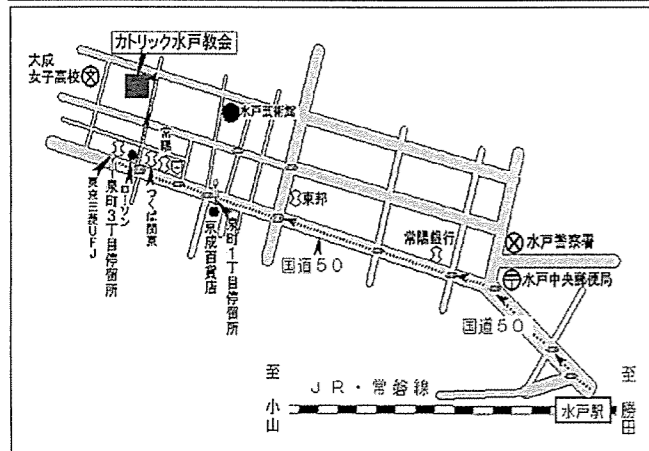 カトリック水戸教会
大成
女子高校
水戸芸術館
常陽
東京三菱UFJ
泉町3丁目停留所
ローソン
つくば関東
京成百貨店
泉町1丁目停留所
東邦
国道50
常陽銀行
水戸警察署
水戸中央郵便局
国道50
至
小山
JR・常磐線
水戸駅
至
勝田